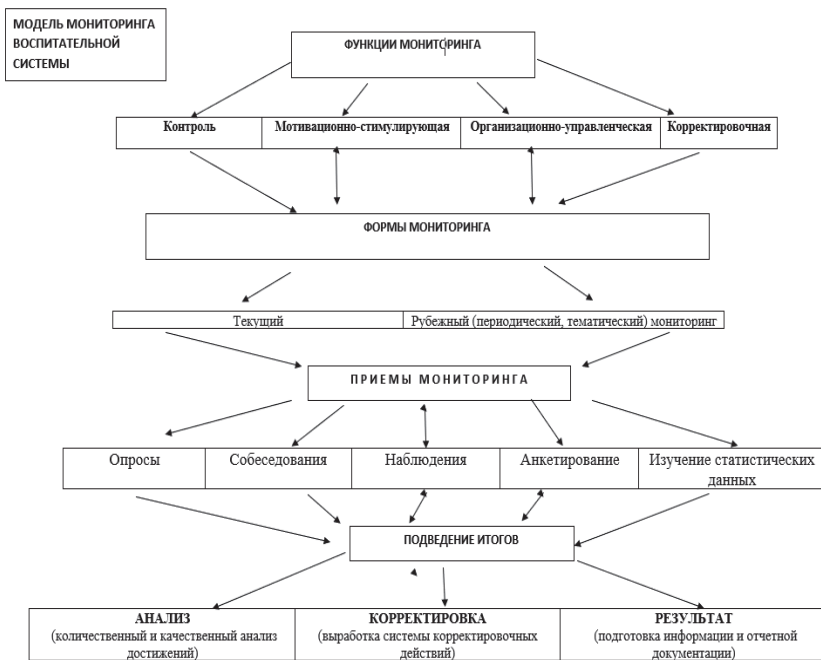 МОДЕЛЬ МОНИТОРИНГА
ВОСПИТАТЕЛЬНОЙ
СИСТЕМЫ
ФУНКЦИИ МОНИТОРИНГА
Контроль
Мотивационно-стимулирующая
Организационно-управленческая
Корректировочная
ФОРМЫ МОНИТОРИНГА
Текущий
Рубежный (периодический, тематический) мониторинг
ПРИЕМЫ МОНИТОРИНГА
Опросы
Собеседования
Наблюдения
Анкетирование
Изучение статистических
данных
ПОДВЕДЕНИЕ ИТОГОВ
АНАЛИЗ
(количественный и качественный анализ
достижений)
КОРРЕКТИРОВКА
(выработка системы корректировочных
действий)
РЕЗУЛЬТАТ
(подготовка информации и отчетной
документации)